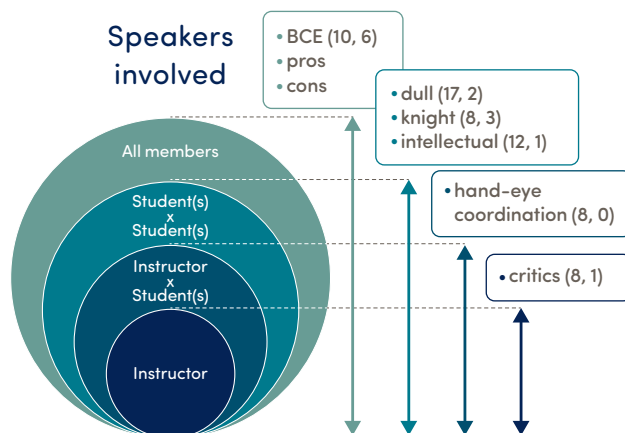 Speakers
involved
• BCE (10, 6)
• pros
• cons
• dull (17, 2)
• knight (8, 3)
• intellectual (12, 1)
• hand-eye
coordination (8, 0)
• critics (8, 1)
All members
Student(s)
x
Student(s)
Instructor
x
Student(s)
Instructor